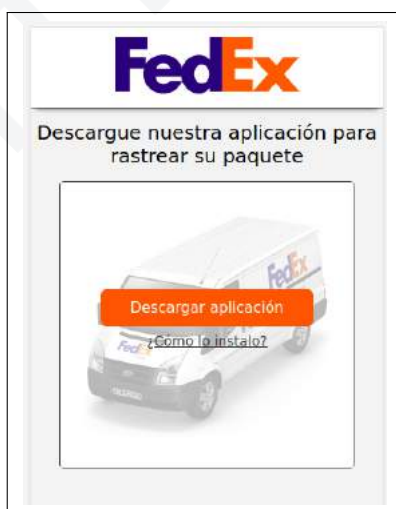 FedEx
Descargue nuestra aplicación para
rastrear su paquete
FedEx
Descargar aplicación
¿Cómo lo instalo?
FedEx